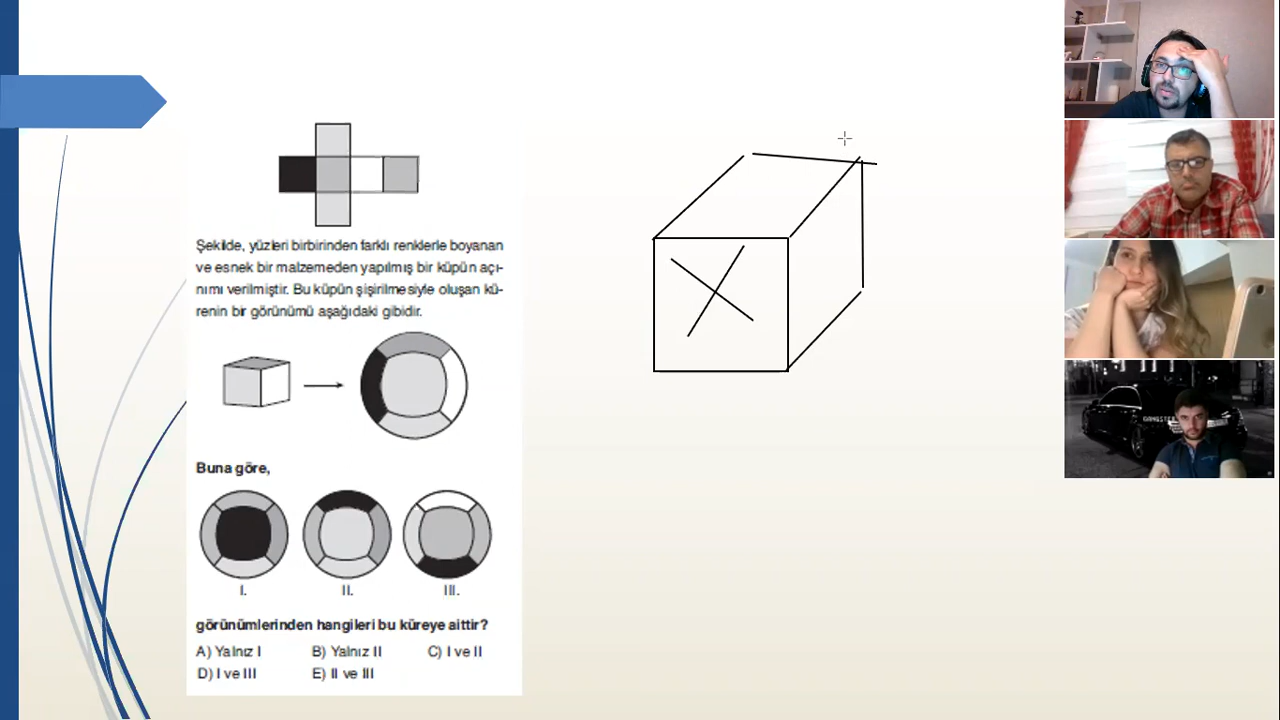 Şekilde, yüzleri birbirinden farklı renklerle boyanan
ve esnek bir malzemeden yapılmış bir küpün açı-
nımı verilmiştir. Bu küpün şişirilmesiyle oluşan kü-
renin bir görünümü aşağıdaki gibidir.
Buna göre,
I. II. III.
görünümlerinden hangileri bu küreye aittir?
A) Yalnız I B) Yalnız II C) I ve II
D) I ve III E) II ve III
GANGSTER